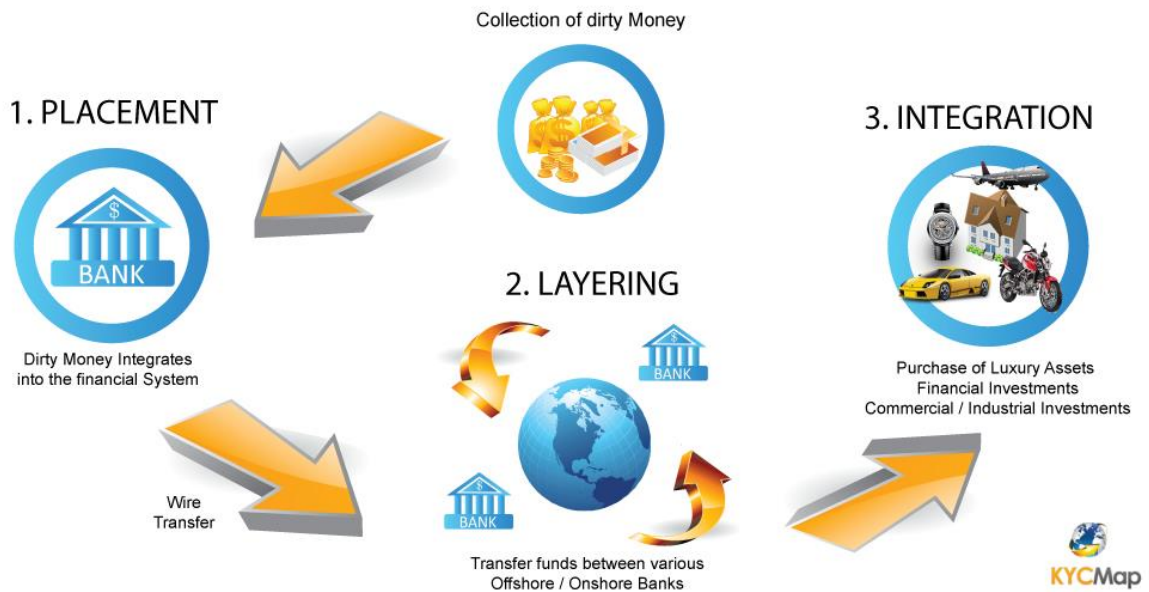 Collection of dirty Money
1. PLACEMENT
$
BANK
Dirty Money Integrates
into the financial System
Wire
Transfer
2. LAYERING
$
BANK
$
BANK
Transfer funds between various
Offshore / Onshore Banks
3. INTEGRATION
Purchase of Luxury Assets
Financial Investments
Commercial / Industrial Investments
KYCMap